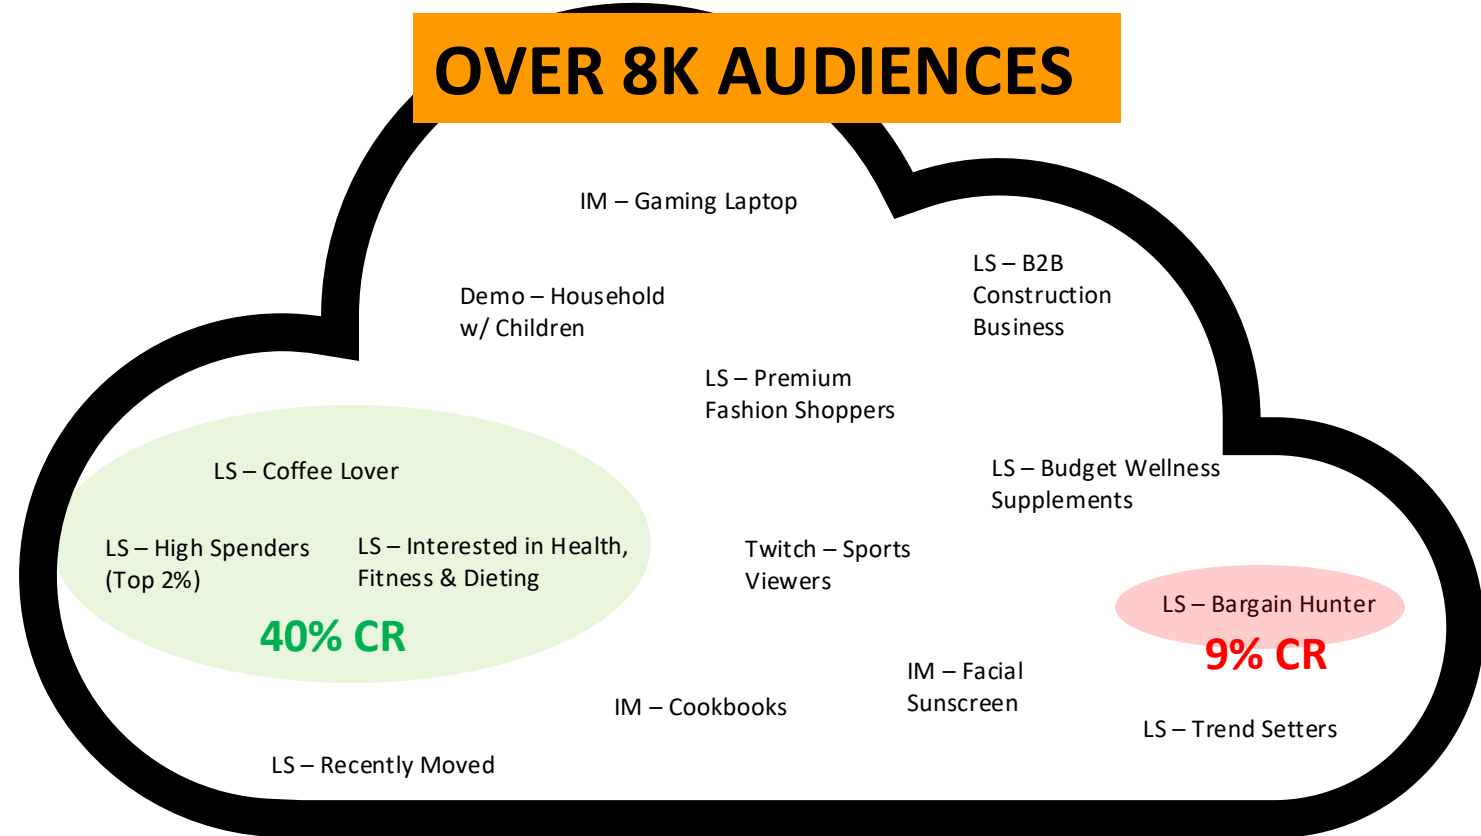 OVER 8K AUDIENCES
IM – Gaming Laptop
LS – B2B
Construction
Business
Demo – Household
w/ Children
LS – Premium
Fashion Shoppers
LS – Coffee Lover
LS – Budget Wellness
Supplements
LS – High Spenders
(Top 2%)
LS – Interested in Health,
Fitness & Dieting
40% CR
Twitch – Sports
Viewers
LS – Bargain Hunter
9% CR
IM – Facial
Sunscreen
IM – Cookbooks
LS – Trend Setters
LS – Recently Moved